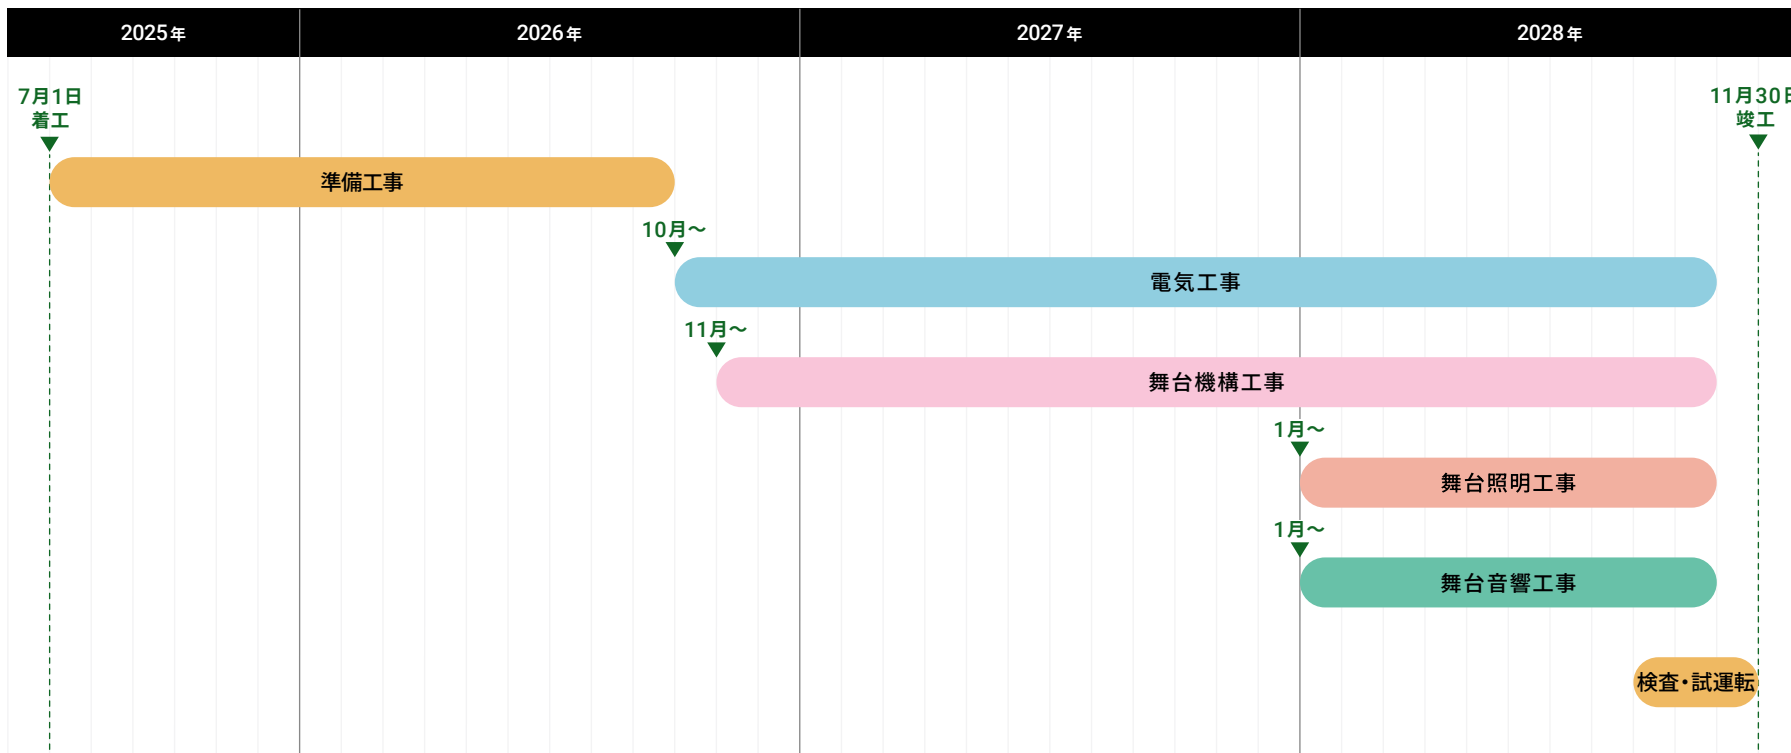 2025年
2026年
2027年
2028年
7月1日
着工
11月30日
竣工
準備工事
10月〜
電気工事
11月〜
舞台機構工事
1月〜
舞台照明工事
1月〜
舞台音響工事
検査・試運転